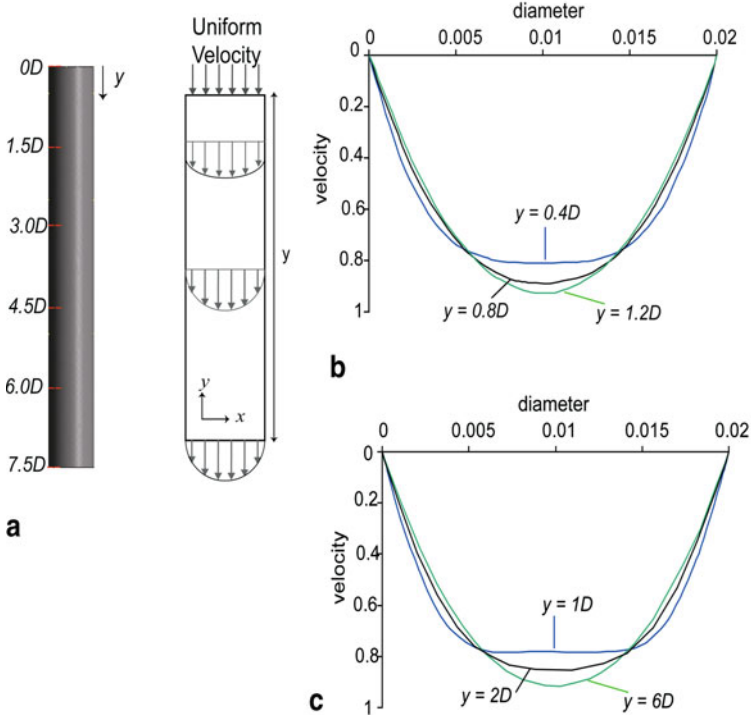 0D
1.5D
3.0D
4.5D
6.0D
7.5D
y
a
Uniform
Velocity
y
y
x
diameter
0 0.005 0.01 0.015 0.02
velocity
0
0.2
0.4
0.6
0.8
1
y = 0.4D
y = 0.8D
y = 1.2D
b
diameter
0 0.005 0.01 0.015 0.02
velocity
0
0.2
0.4
0.6
0.8
1
y = 1D
y = 2D
y = 6D
c